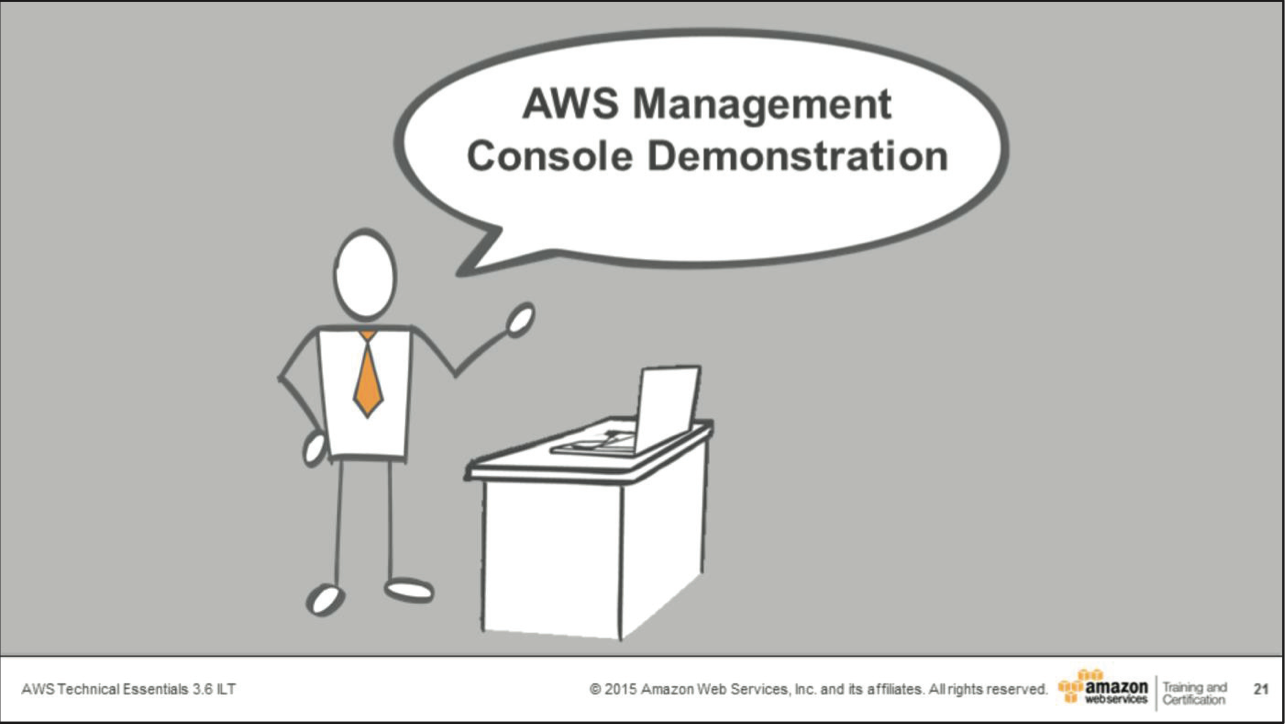 AWS Management
Console Demonstration
AWS Technical Essentials 3.6 ILT
© 2015 Amazon Web Services, Inc. and its affiliates. All rights reserved.
amazon
webservices
Training and
Certification
21